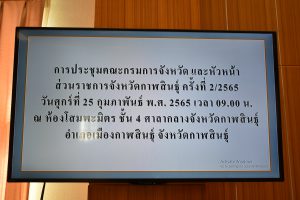 การประชุมคณะกรมการจังหวัด และหัวหน้า
ส่วนราชการจังหวัดกาฬสินธุ์ ครั้งที่ 2/2565
วันศุกร์ที่ 25 กุมภาพันธ์ พ.ศ. 2565 เวลา 09.00 น.
ณ ห้องโสมพะมิตร ชั้น 4 ศาลากลางจังหวัดกาฬสินธุ์
อำเภอเมืองกาฬสินธุ์ จังหวัดกาฬสินธุ์
Activate Windows